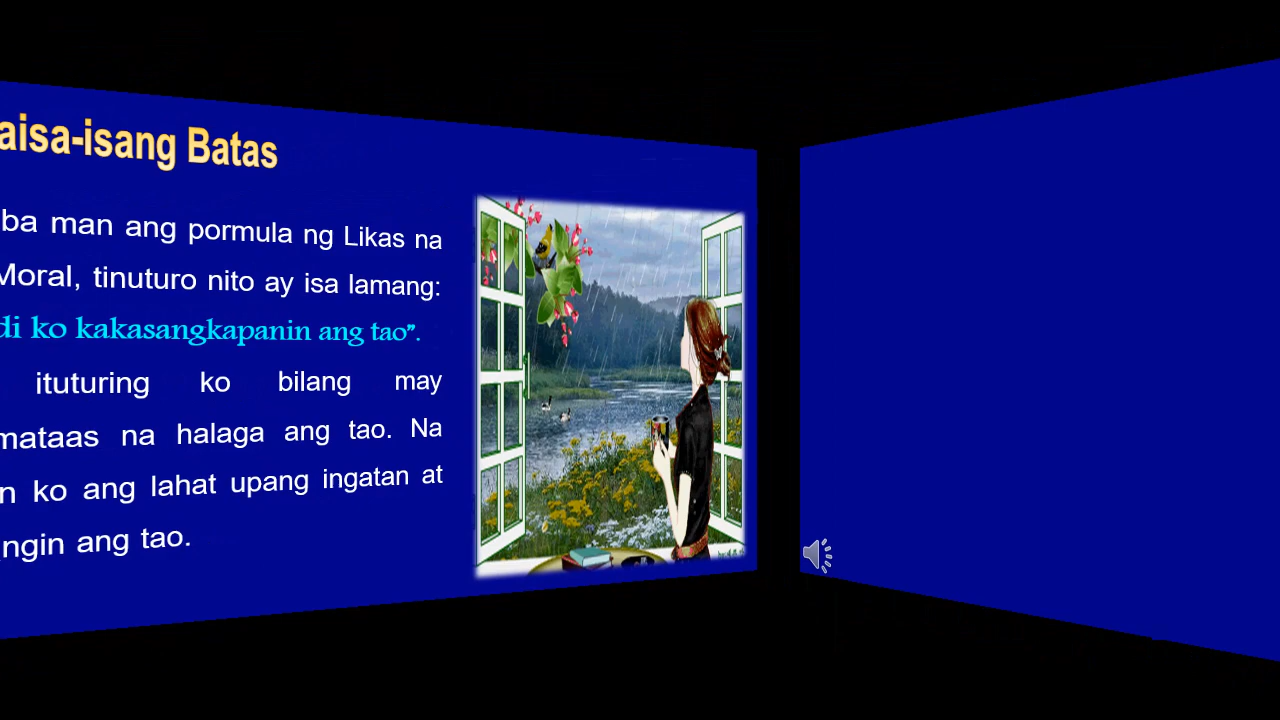 aisa-isang Batas
ba man ang pormula ng Likas na
Moral, tinuturo nito ay isa lamang:
di ko kakasangkapanin ang tao”.
ituturing ko bilang may
mataas na halaga ang tao. Na
n ko ang lahat upang ingatan at
ngin ang tao.